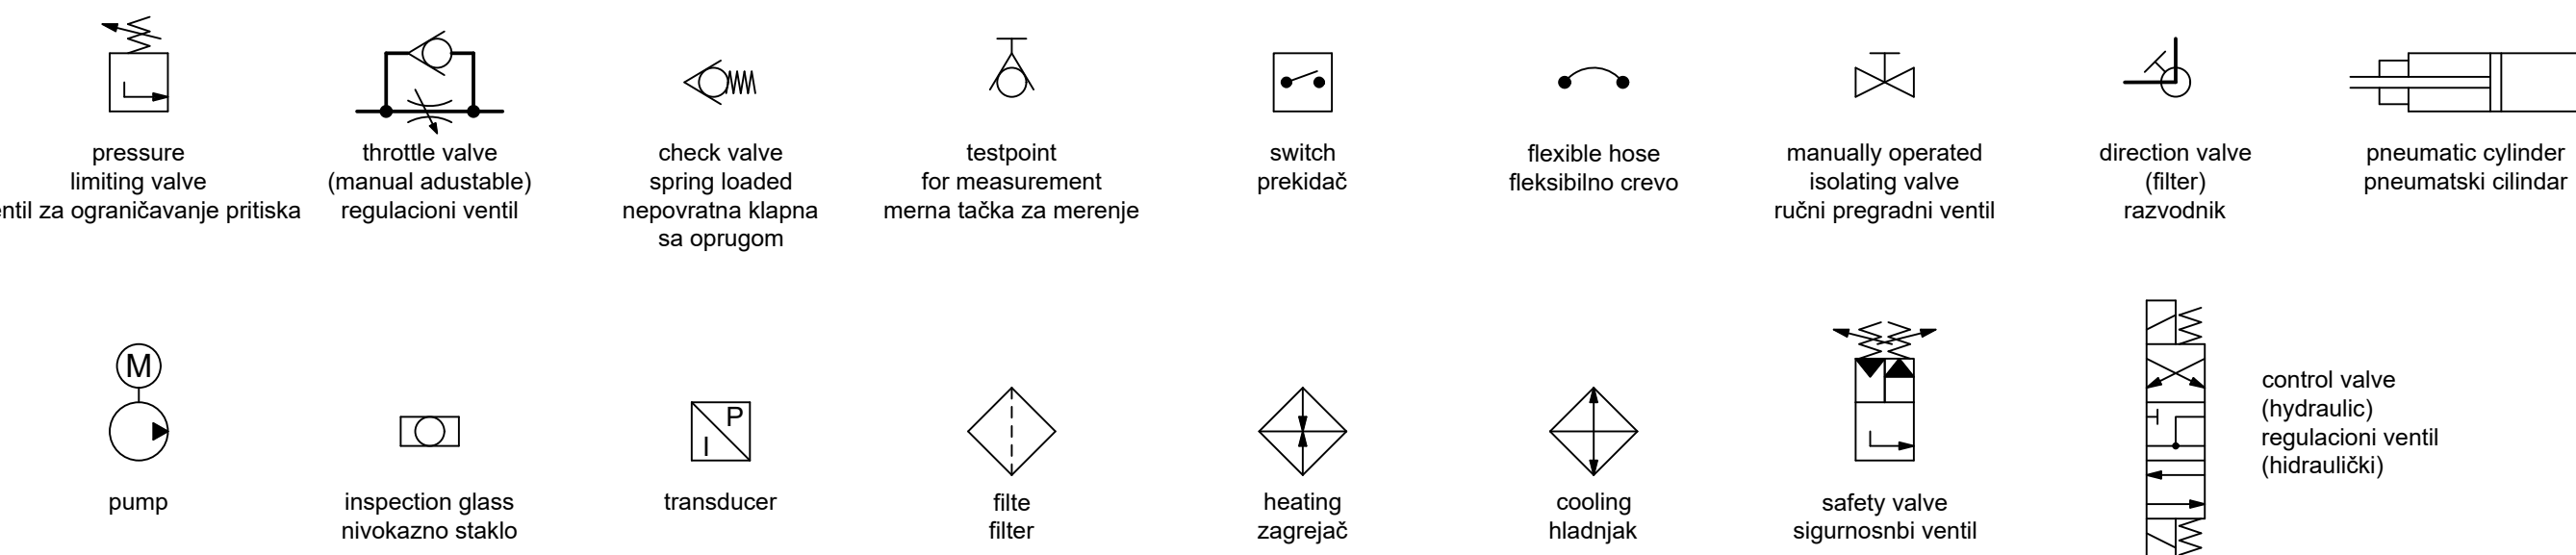 pressure
limiting valve
ntil za ograničavanje pritiska
throttle valve
(manual adustable)
regulacioni ventil
check valve
spring loaded
nepovratna klapna
sa oprugom
testpoint
for measurement
merna tačka za merenje
switch
prekidač
flexible hose
fleksibilno crevo
manually operated
isolating valve
ručni pregradni ventil
direction valve
(filter)
razvodnik
pneumatic cylinder
pneumatski cilindar
M
pump
inspection glass
nivokazno staklo
P
I
transducer
filte
filter
heating
zagrejač
cooling
hladnjak
safety valve
sigurnosnbi ventil
control valve
(hydraulic)
regulacioni ventil
(hidraulički)